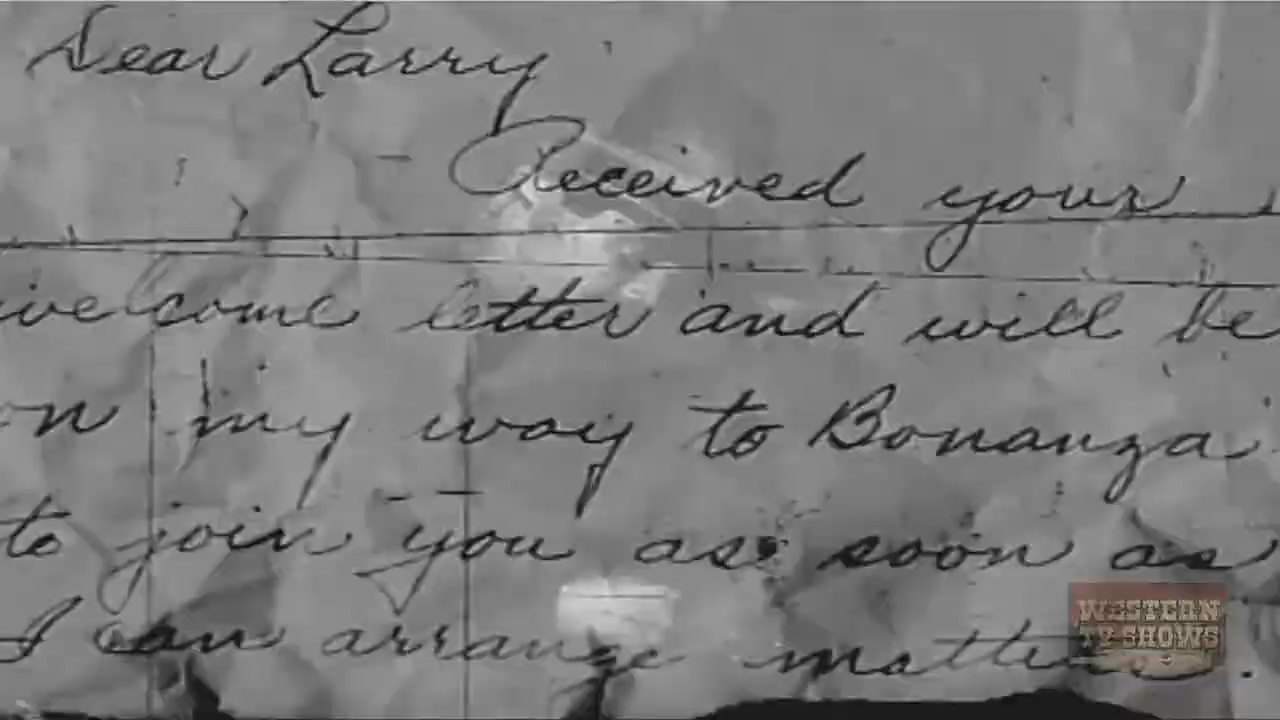 Dear Larry
Received your
welcome letter and will be
on my way to Bonanza
to join you as soon as
I can arrange matters.
WESTERN
TV SHOWS